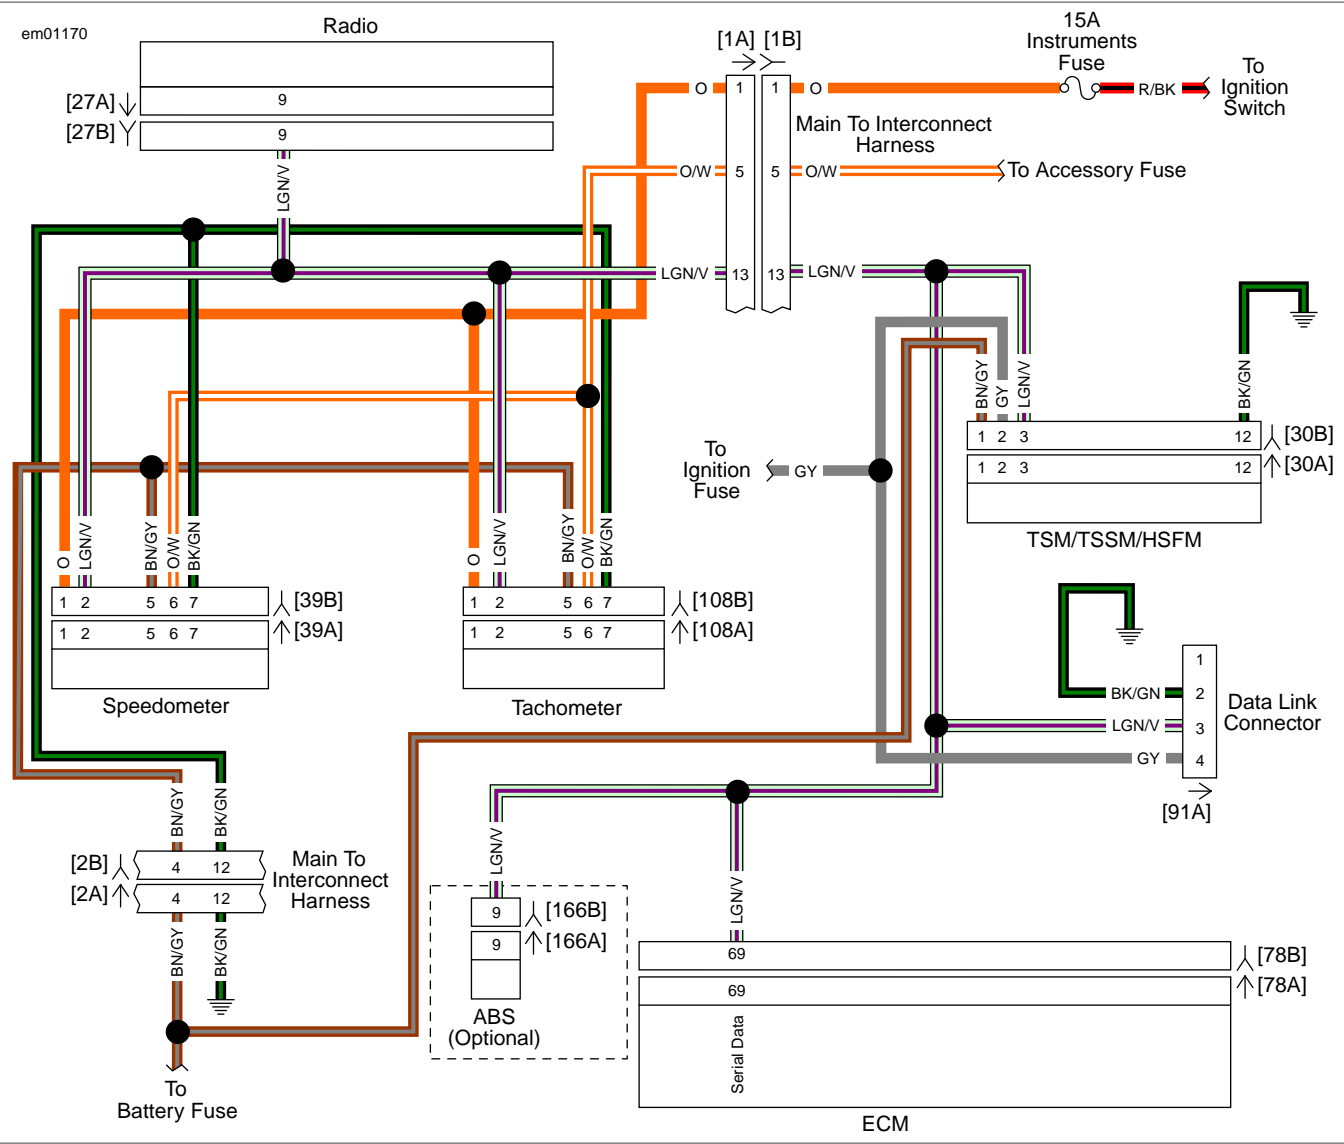 em01170
Radio
[27A]
9
[27B]
9
LGN/V
[1A] [1B]
15A
Instruments
Fuse
To
Ignition
Switch
O 1 1 O
R/BK
Main To Interconnect
Harness
O/W 5 5 O/W
To Accessory Fuse
LGN/V 13 13 LGN/V
BN/GY
GY
LGN/V
BK/GN
1 2 3 12 [30B]
1 2 3 12 [30A]
TSM/TSSM/HSFM
To
Ignition
Fuse
GY
O
LGN/V
BN/GY
O/W
BK/GN
1 2 5 6 7 [39B]
1 2 5 6 7 [39A]
Speedometer
O
LGN/V
BN/GY
O/W
BK/GN
1 2 5 6 7 [108B]
1 2 5 6 7 [108A]
Tachometer
1
BK/GN 2
LGN/V 3
GY 4
Data Link
Connector
[91A]
BN/GY
BK/GN
[2B] 4 12
[2A] 4 12
Main To
Interconnect
Harness
BN/GY
BK/GN
To
Battery Fuse
LGN/V
9 [166B]
9 [166A]
ABS
(Optional)
LGN/V
69 [78B]
69 [78A]
Serial Data
ECM